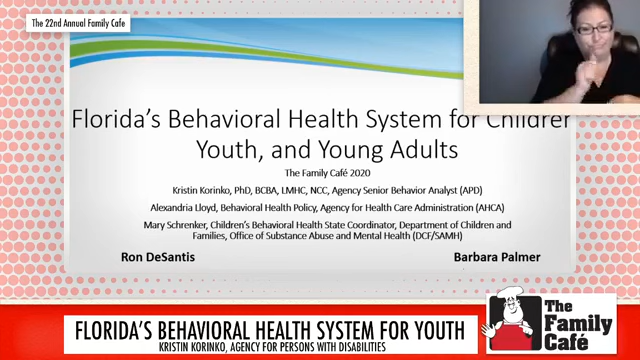 The 22nd Annual Family Cafe
Florida's Behavioral Health System for Children
Youth, and Young Adults
The Family Café 2020
Kristin Korinko, PhD, BCBA, LMHC, NCC, Agency Senior Behavior Analyst (APD)
Alexandria Lloyd, Behavioral Health Policy, Agency for Health Care Administration (AHCA)
Mary Schrenker, Children's Behavioral Health State Coordinator, Department of Children and
Families, Office of Substance Abuse and Mental Health (DCF/SAMH)
Ron DeSantis
Barbara Palmer
FLORIDA'S BEHAVIORAL HEALTH SYSTEM FOR YOUTH
KRISTIN KORINKO, AGENCY FOR PERSONS WITH DISABILITIES
The
Family
Café